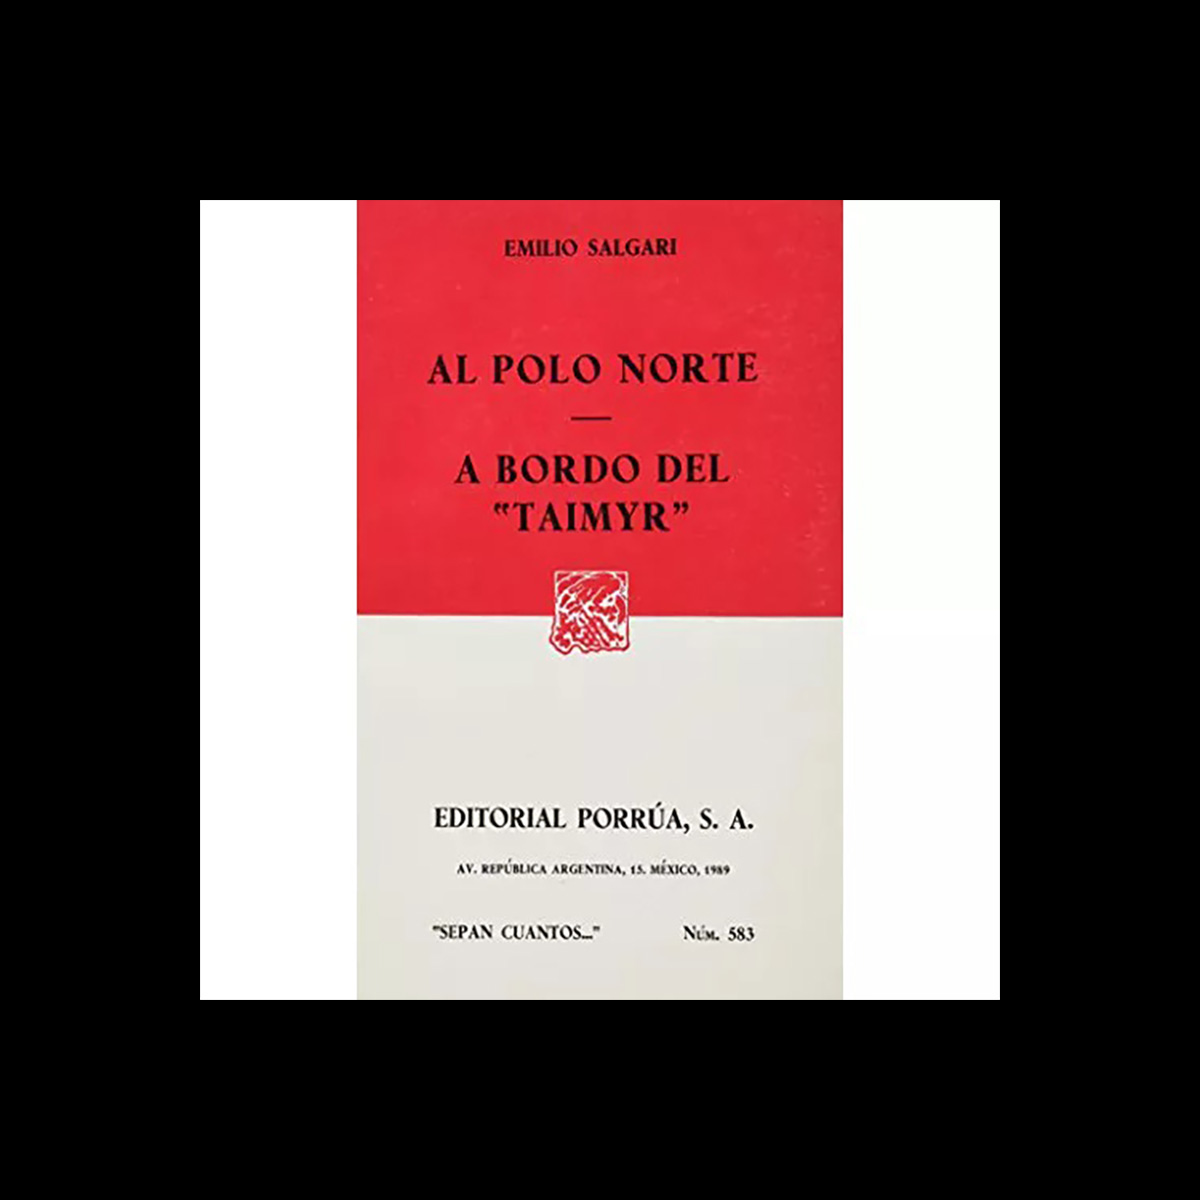 EMILIO SALGARI
AL POLO NORTE
A BORDO DEL
“TAIMYR”
EDITORIAL PORRÚA, S. A.
AV. REPÚBLICA ARGENTINA, 15. MÉXICO, 1989
"SEPAN CUANTOS..." NÚM. 583